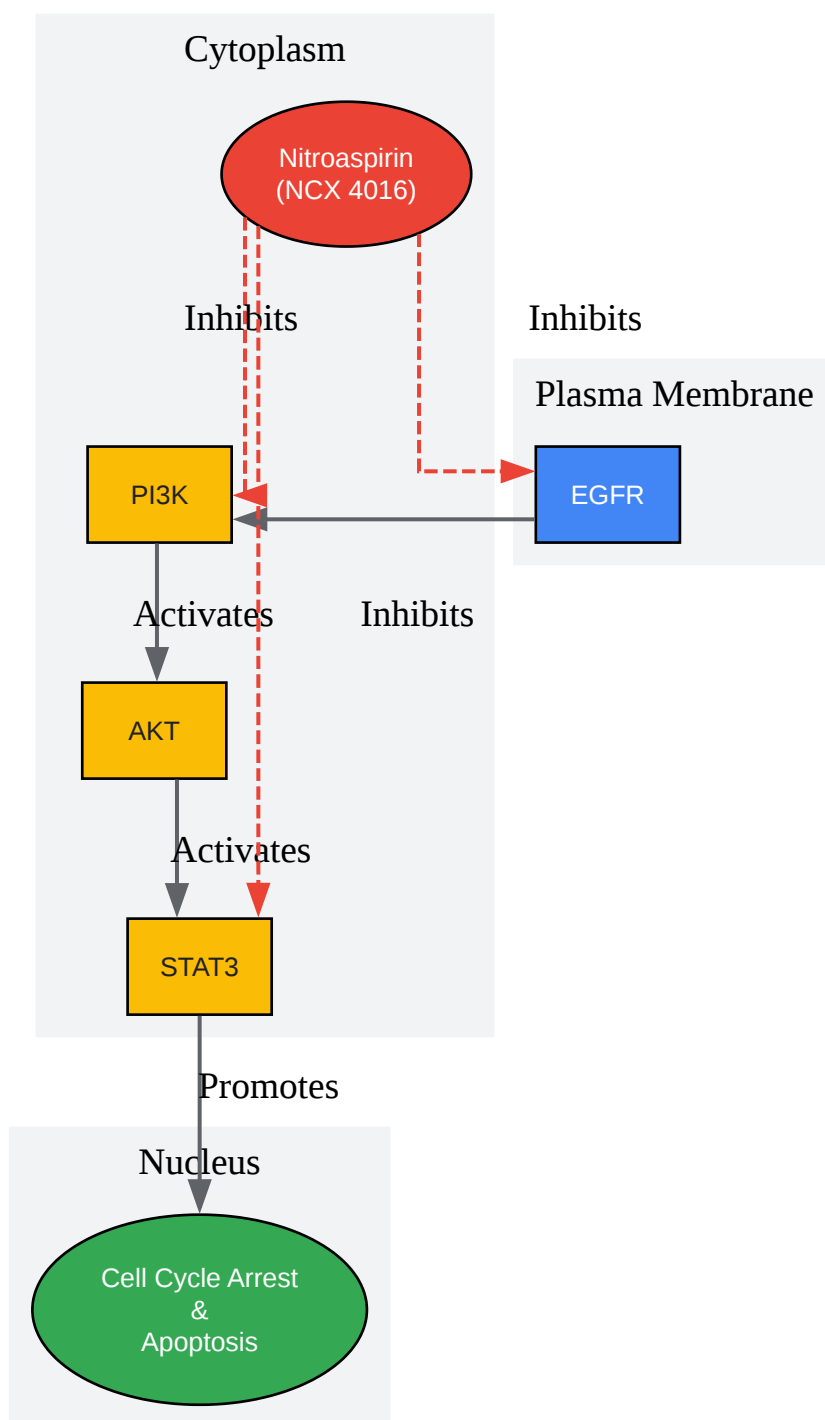 Cytoplasm
Nitroaspirin
(NCX 4016)
Inhibits
Inhibits
Plasma Membrane
PI3K
EGFR
Activates
Inhibits
AKT
Activates
STAT3
Promotes
Nucleus
Cell Cycle Arrest
&
Apoptosis